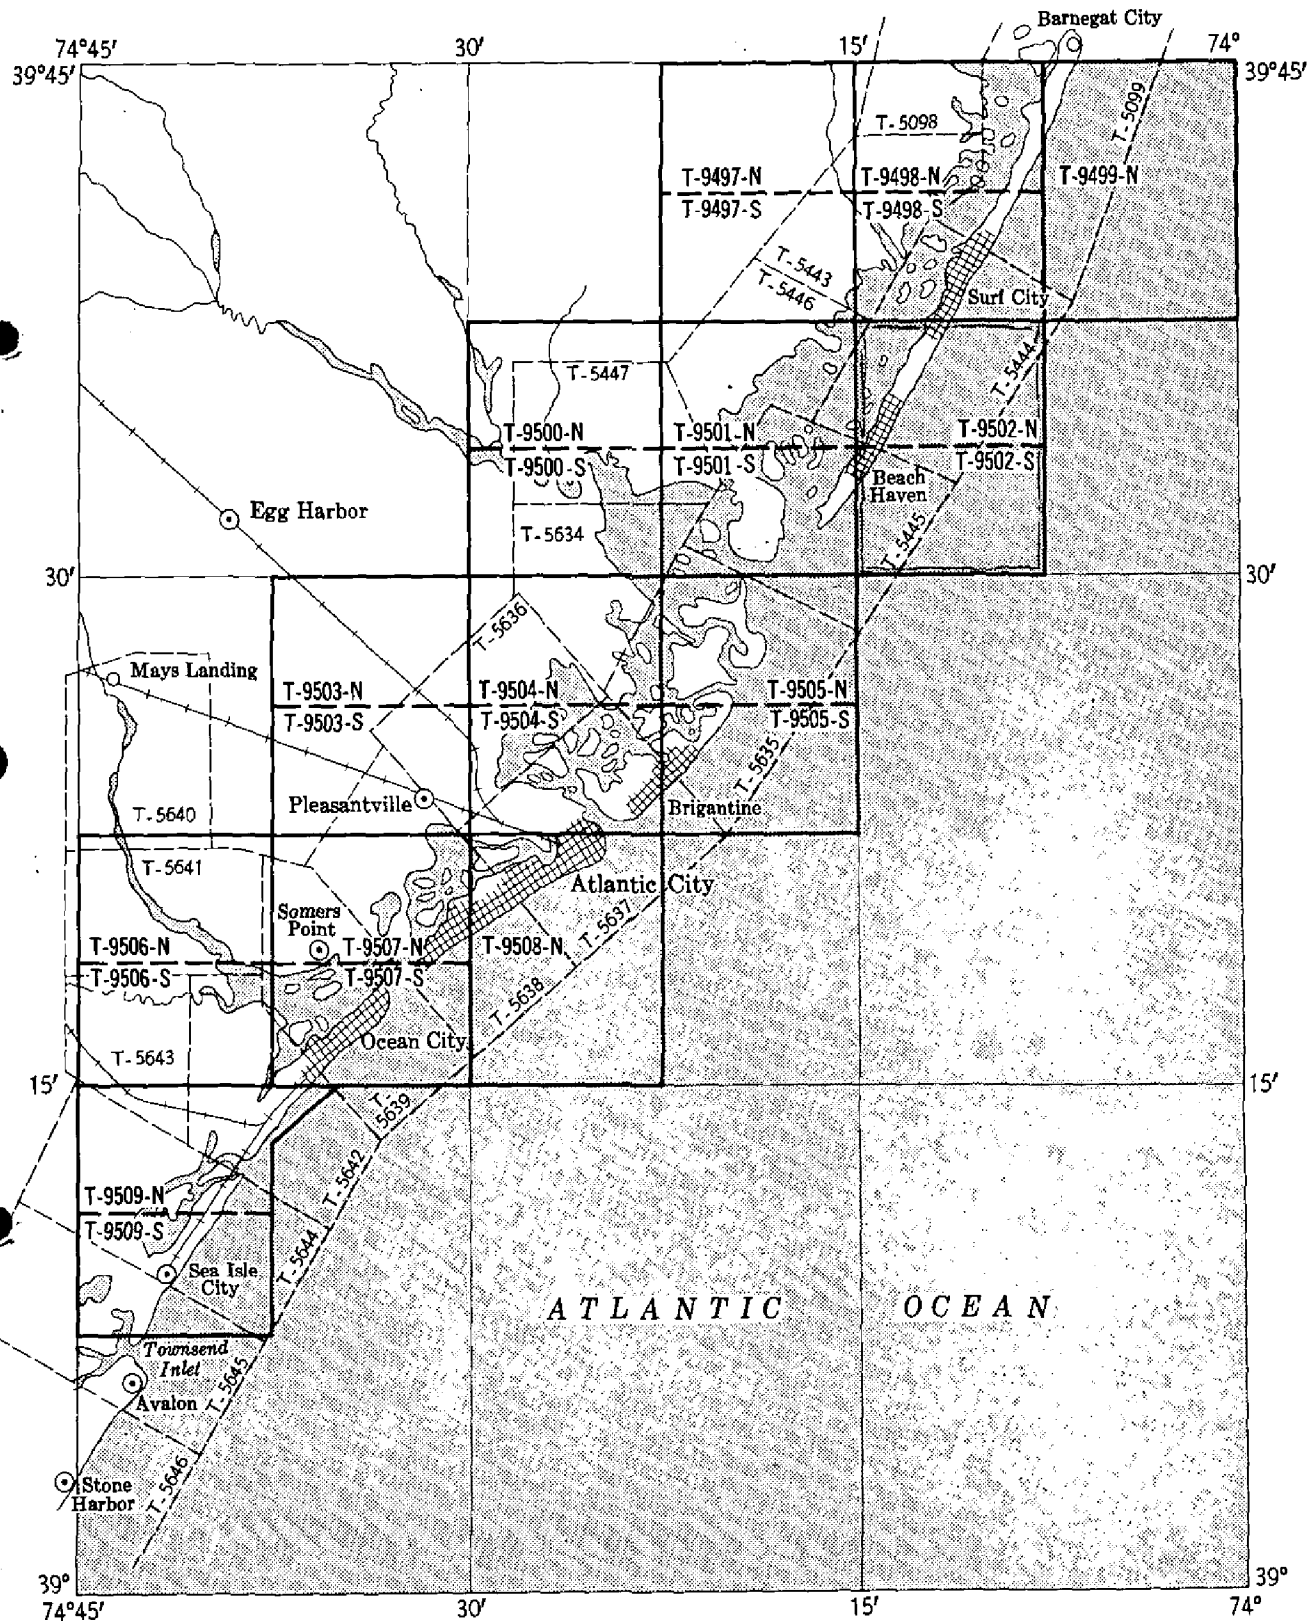 Barnegat City
74°45′
30′
15′
74°
39°45′
39°45′
T-5099
T-5098
T-9497-N
T-9498-N
T-9499-N
T-9497-S
T-9498-S
T-5443
T-5446
Surf City
T-5447
T-5444
T-9500-N
T-9501-N
T-9502-N
T-9500-S
T-9501-S
T-9502-S
Beach
Haven
Egg Harbor
T-5634
T-5445
30′
30′
T-5636
Mays Landing
T-9503-N
T-9504-N
T-9505-N
T-9503-S
T-9504-S
T-9505-S
T-5635
Pleasantville
Brigantine
T-5640
T-5641
Atlantic City
Somers
Point
T-5637
T-9506-N
T-9507-N
T-9508-N
T-9506-S
T-9507-S
T-5638
Ocean City
T-5643
15′
15′
T-
5639
T-5642
T-9509-N
T-9509-S
T-5644
Sea Isle
City
ATLANTIC OCEAN
Townsend
Inlet
T-5645
Avalon
T-5646
Stone
Harbor
39°
39°
74°45′
30′
15′
74°